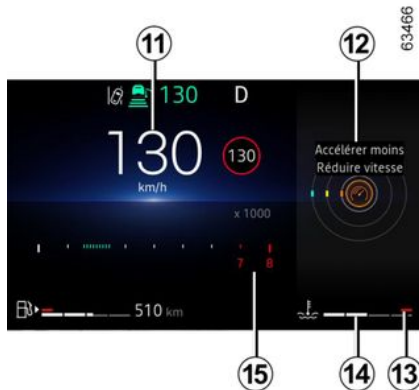 63466
11
12
130 D
130
130
km/h
Accélérer moins
Réduire vitesse
x 1000
7 8
510 km
15
14
13